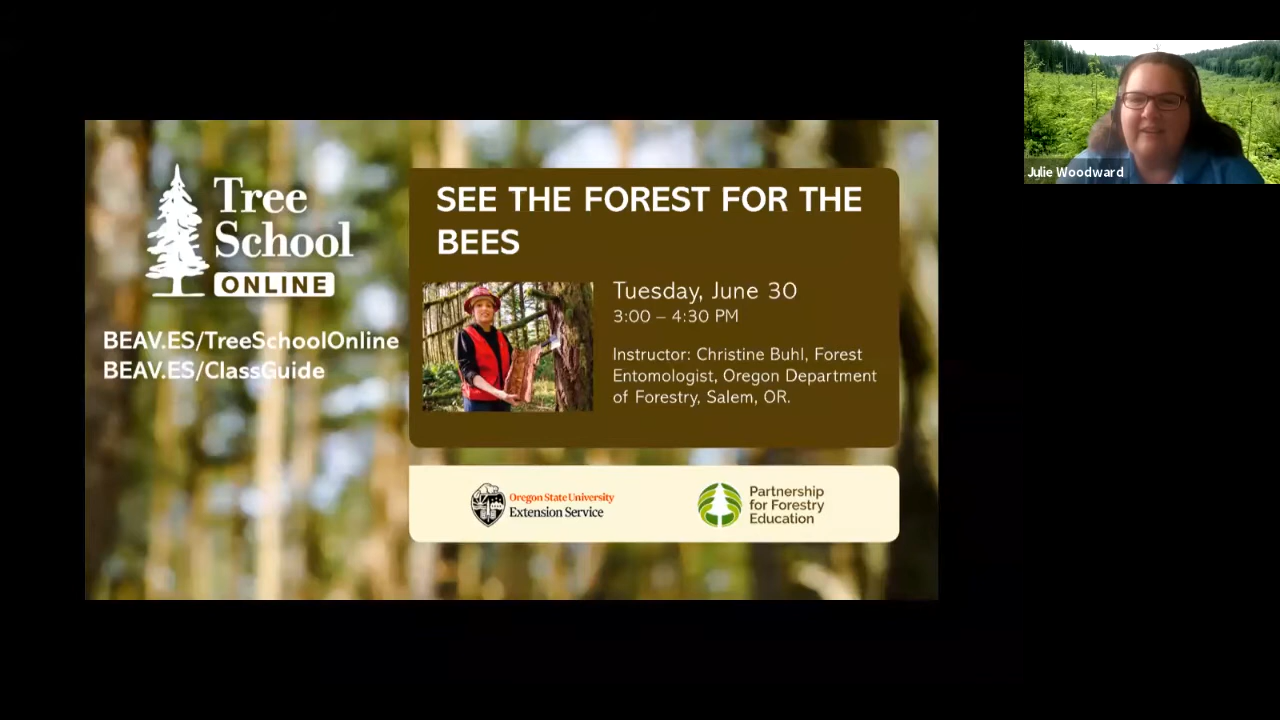 Tree
School
ONLINE
BEAV.ES/TreeSchoolOnline
BEAV.ES/ClassGuide
SEE THE FOREST FOR THE
BEES
Tuesday, June 30
3:00 – 4:30 PM
Instructor: Christine Buhl, Forest
Entomologist, Oregon Department
of Forestry, Salem, OR.
Oregon State University
Extension Service
Partnership
for Forestry
Education
Julie Woodward